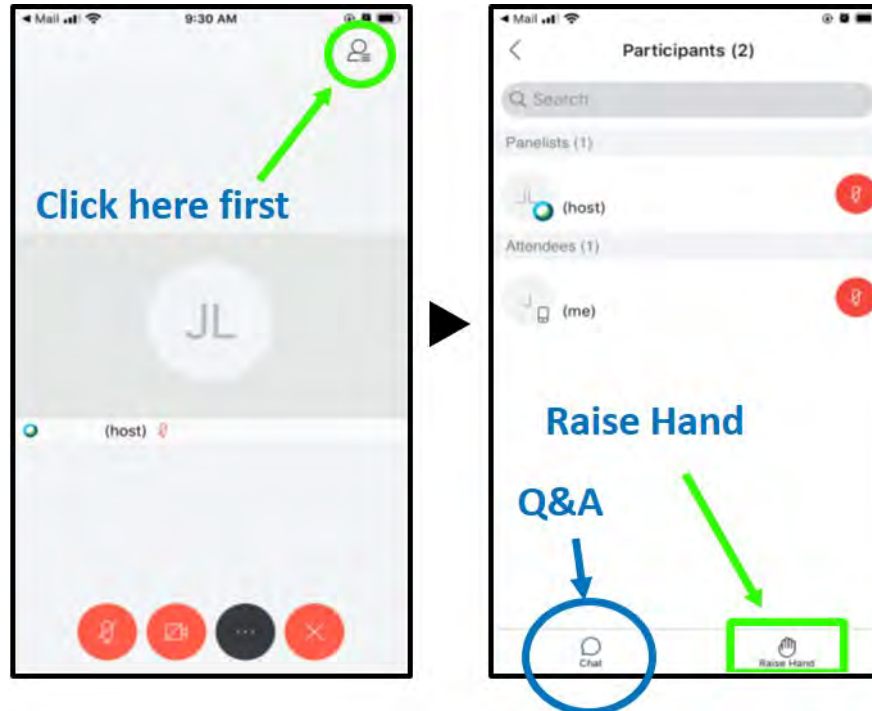 Mail
9:30 AM
Click here first
JL
(host)
Mail
Participants (2)
Search
Panelists (1)
JL
(host)
Attendees (1)
J
(me)
Raise Hand
Q&A
Chat
Raise Hand